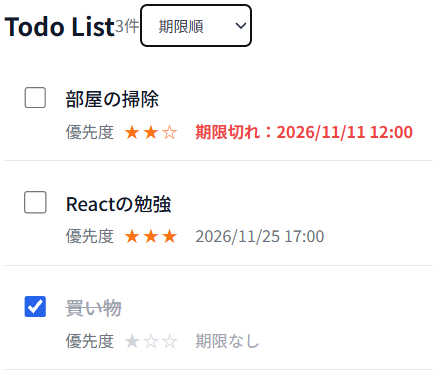 Todo List 3件 期限順
部屋の掃除
優先度 ★★☆ 期限切れ：2026/11/11 12:00
Reactの勉強
優先度 ★★★ 2026/11/25 17:00
買い物
優先度 ★☆☆ 期限なし